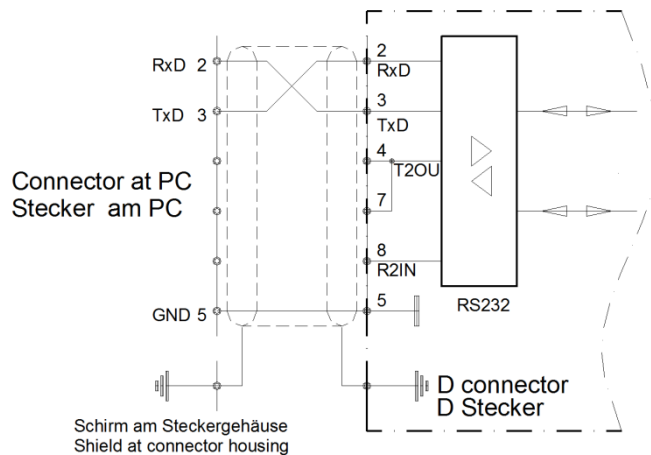 RxD 2
2
RxD
TxD 3
3
TxD
4
T2OU
Connector at PC
Stecker am PC
7
8
R2IN
GND 5
5
RS232
D connector
D Stecker
Schirm am Steckergehäuse
Shield at connector housing